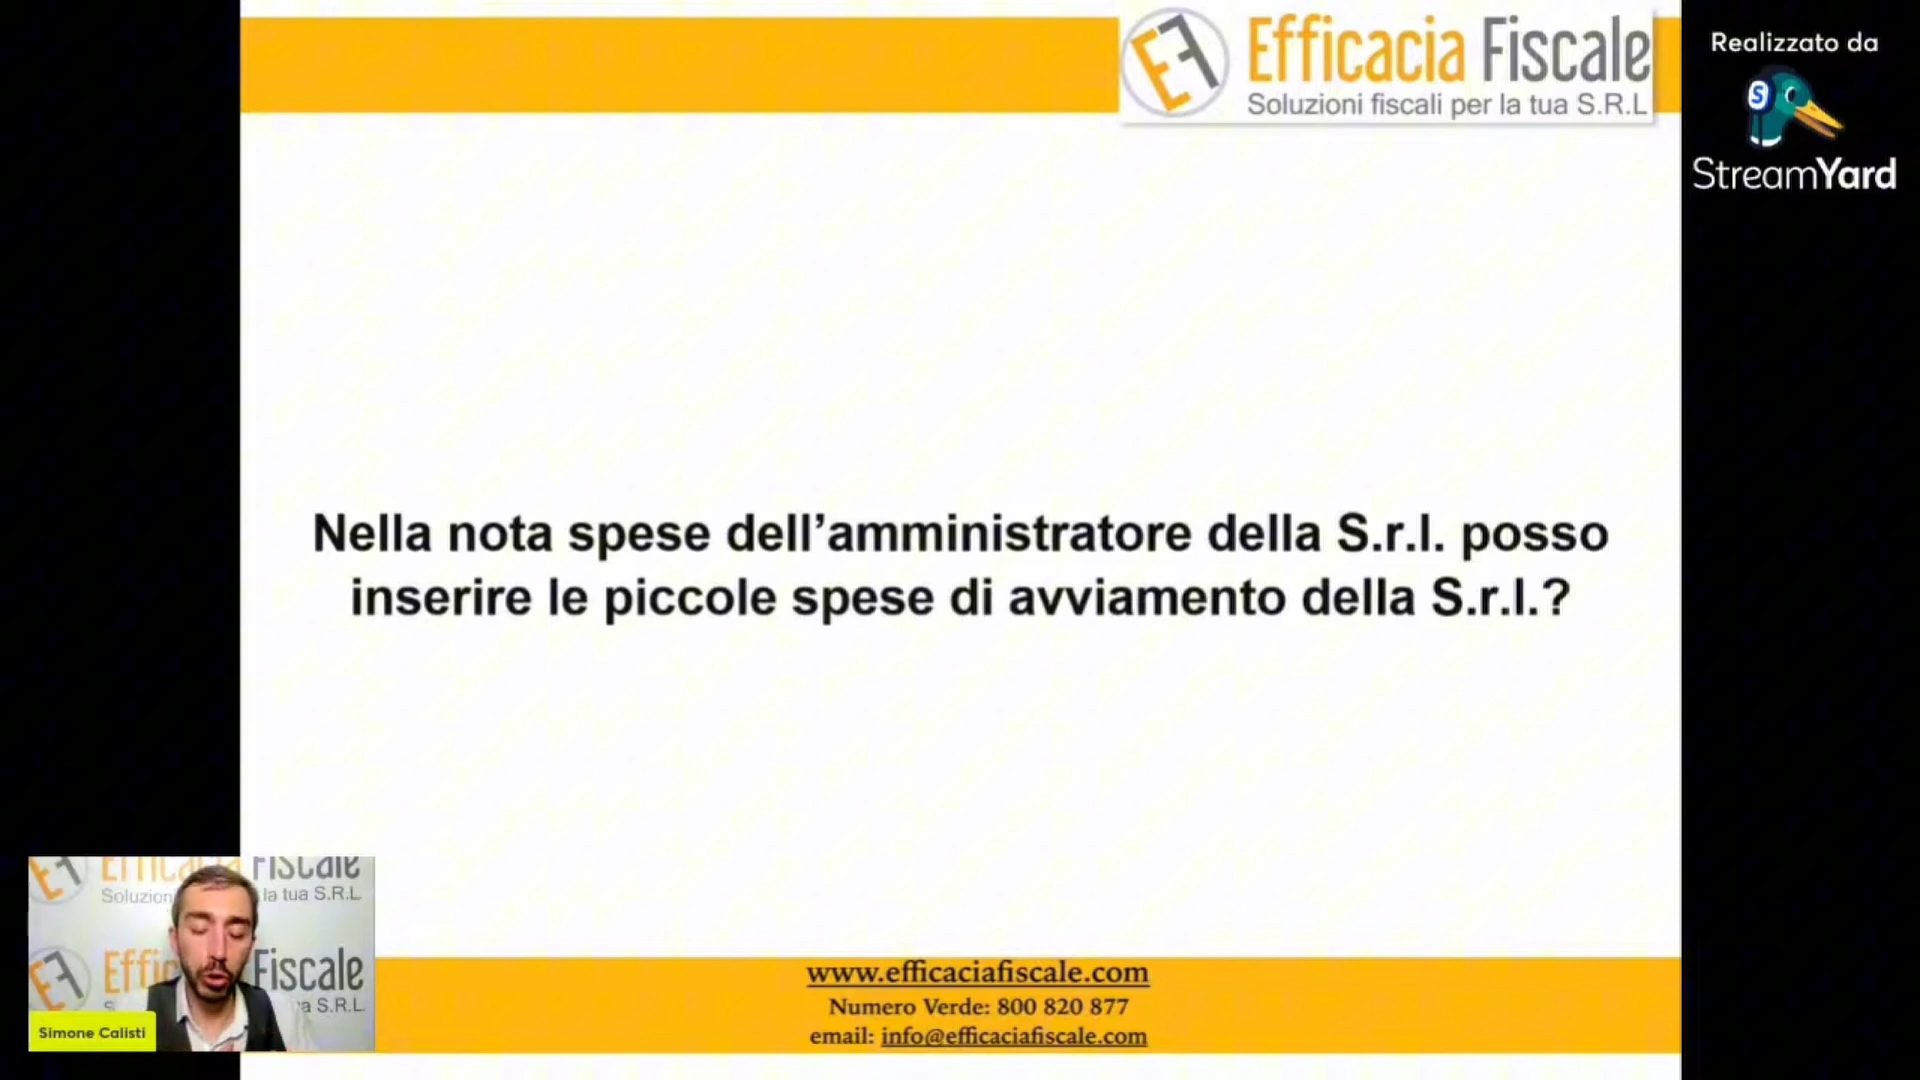 Efficacia Fiscale
Soluzioni fiscali per la tua S.R.L
Realizzato da
StreamYard
Nella nota spese dell’amministratore della S.r.l. posso
inserire le piccole spese di avviamento della S.r.l.?
Fiscale
Soluzion la tua S.R.L
Effic Fiscale
S a S.R.L
Simone Calisti
www.efficaciafiscale.com
Numero Verde: 800 820 877
email: info@efficaciafiscale.com